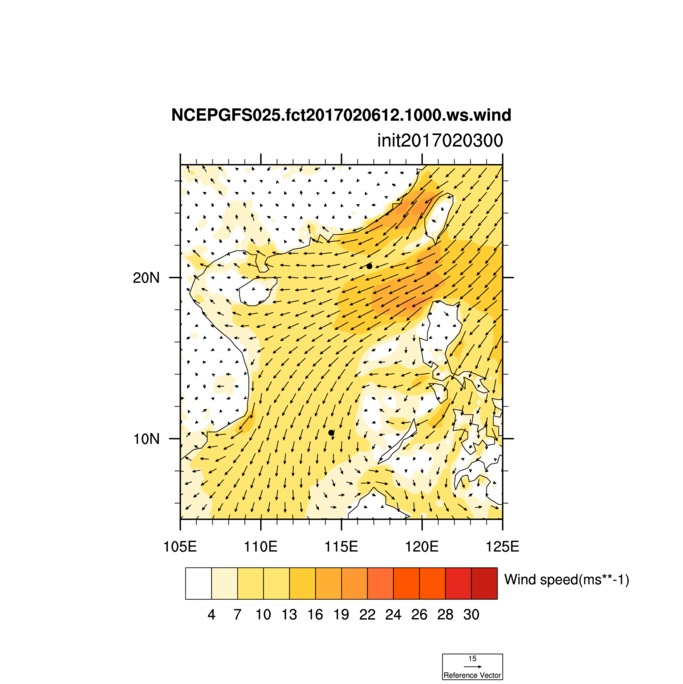 NCEPGFS025.fct2017020612.1000.ws.wind
init2017020300
20N
10N
105E 110E 115E 120E 125E
Wind speed(ms**-1)
4 7 10 13 16 19 22 24 26 28 30
15
Reference Vector